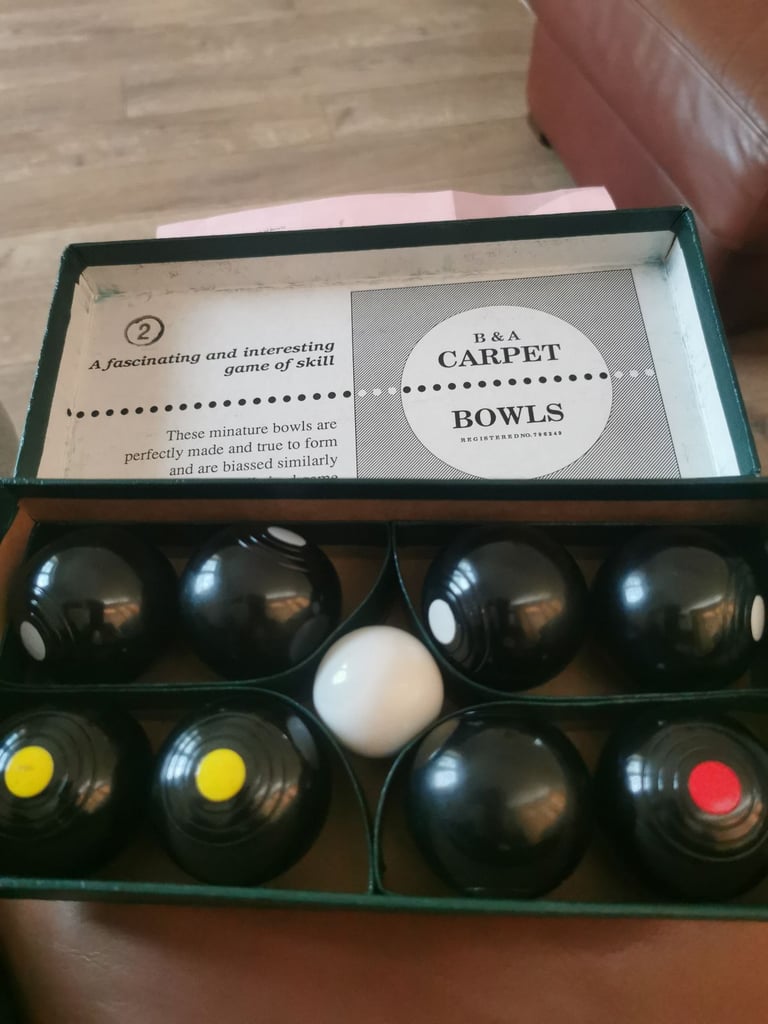 2
A fascinating and interesting
game of skill
These minature bowls are
perfectly made and true to form
and are biassed similarly
B & A
CARPET
BOWLS
REGISTERED NO. 796249